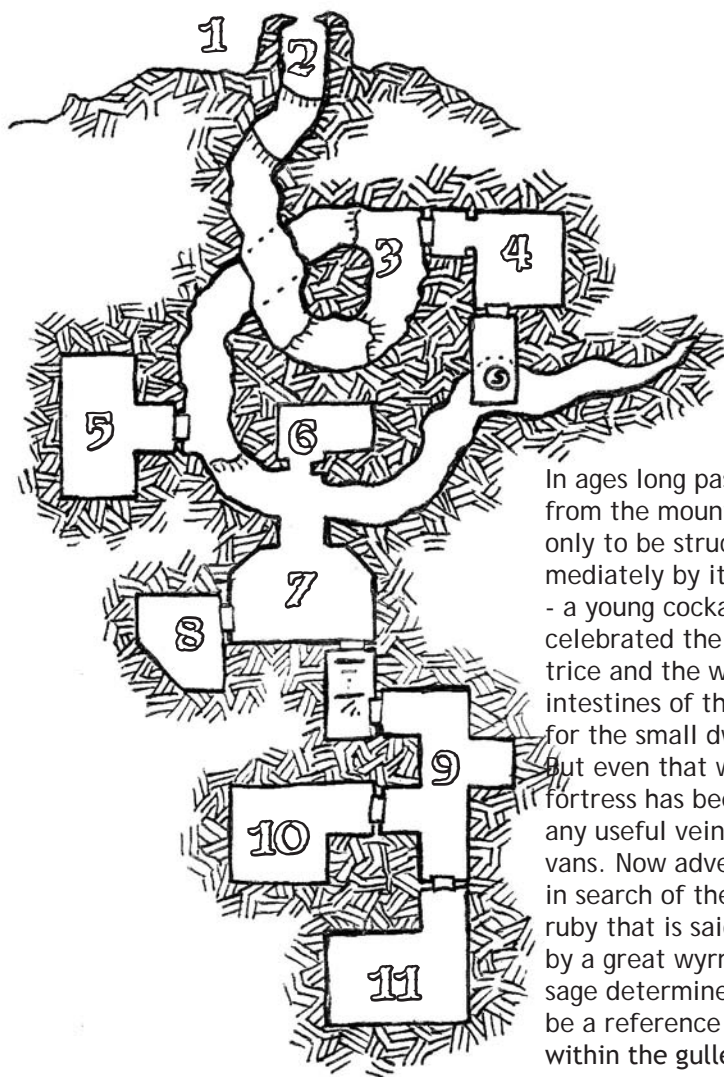 1
2
3
4
S
5
6
In ages long pas
from the moun
only to be struc
mediately by it
7
- a young cocka
8
celebrated the
trice and the w
intestines of th
for the small dw
9
But even that w
fortress has bee
10
any useful vein
vans. Now adve
in search of the
ruby that is said
11
by a great wyrm
sage determine
be a reference
within the gulle